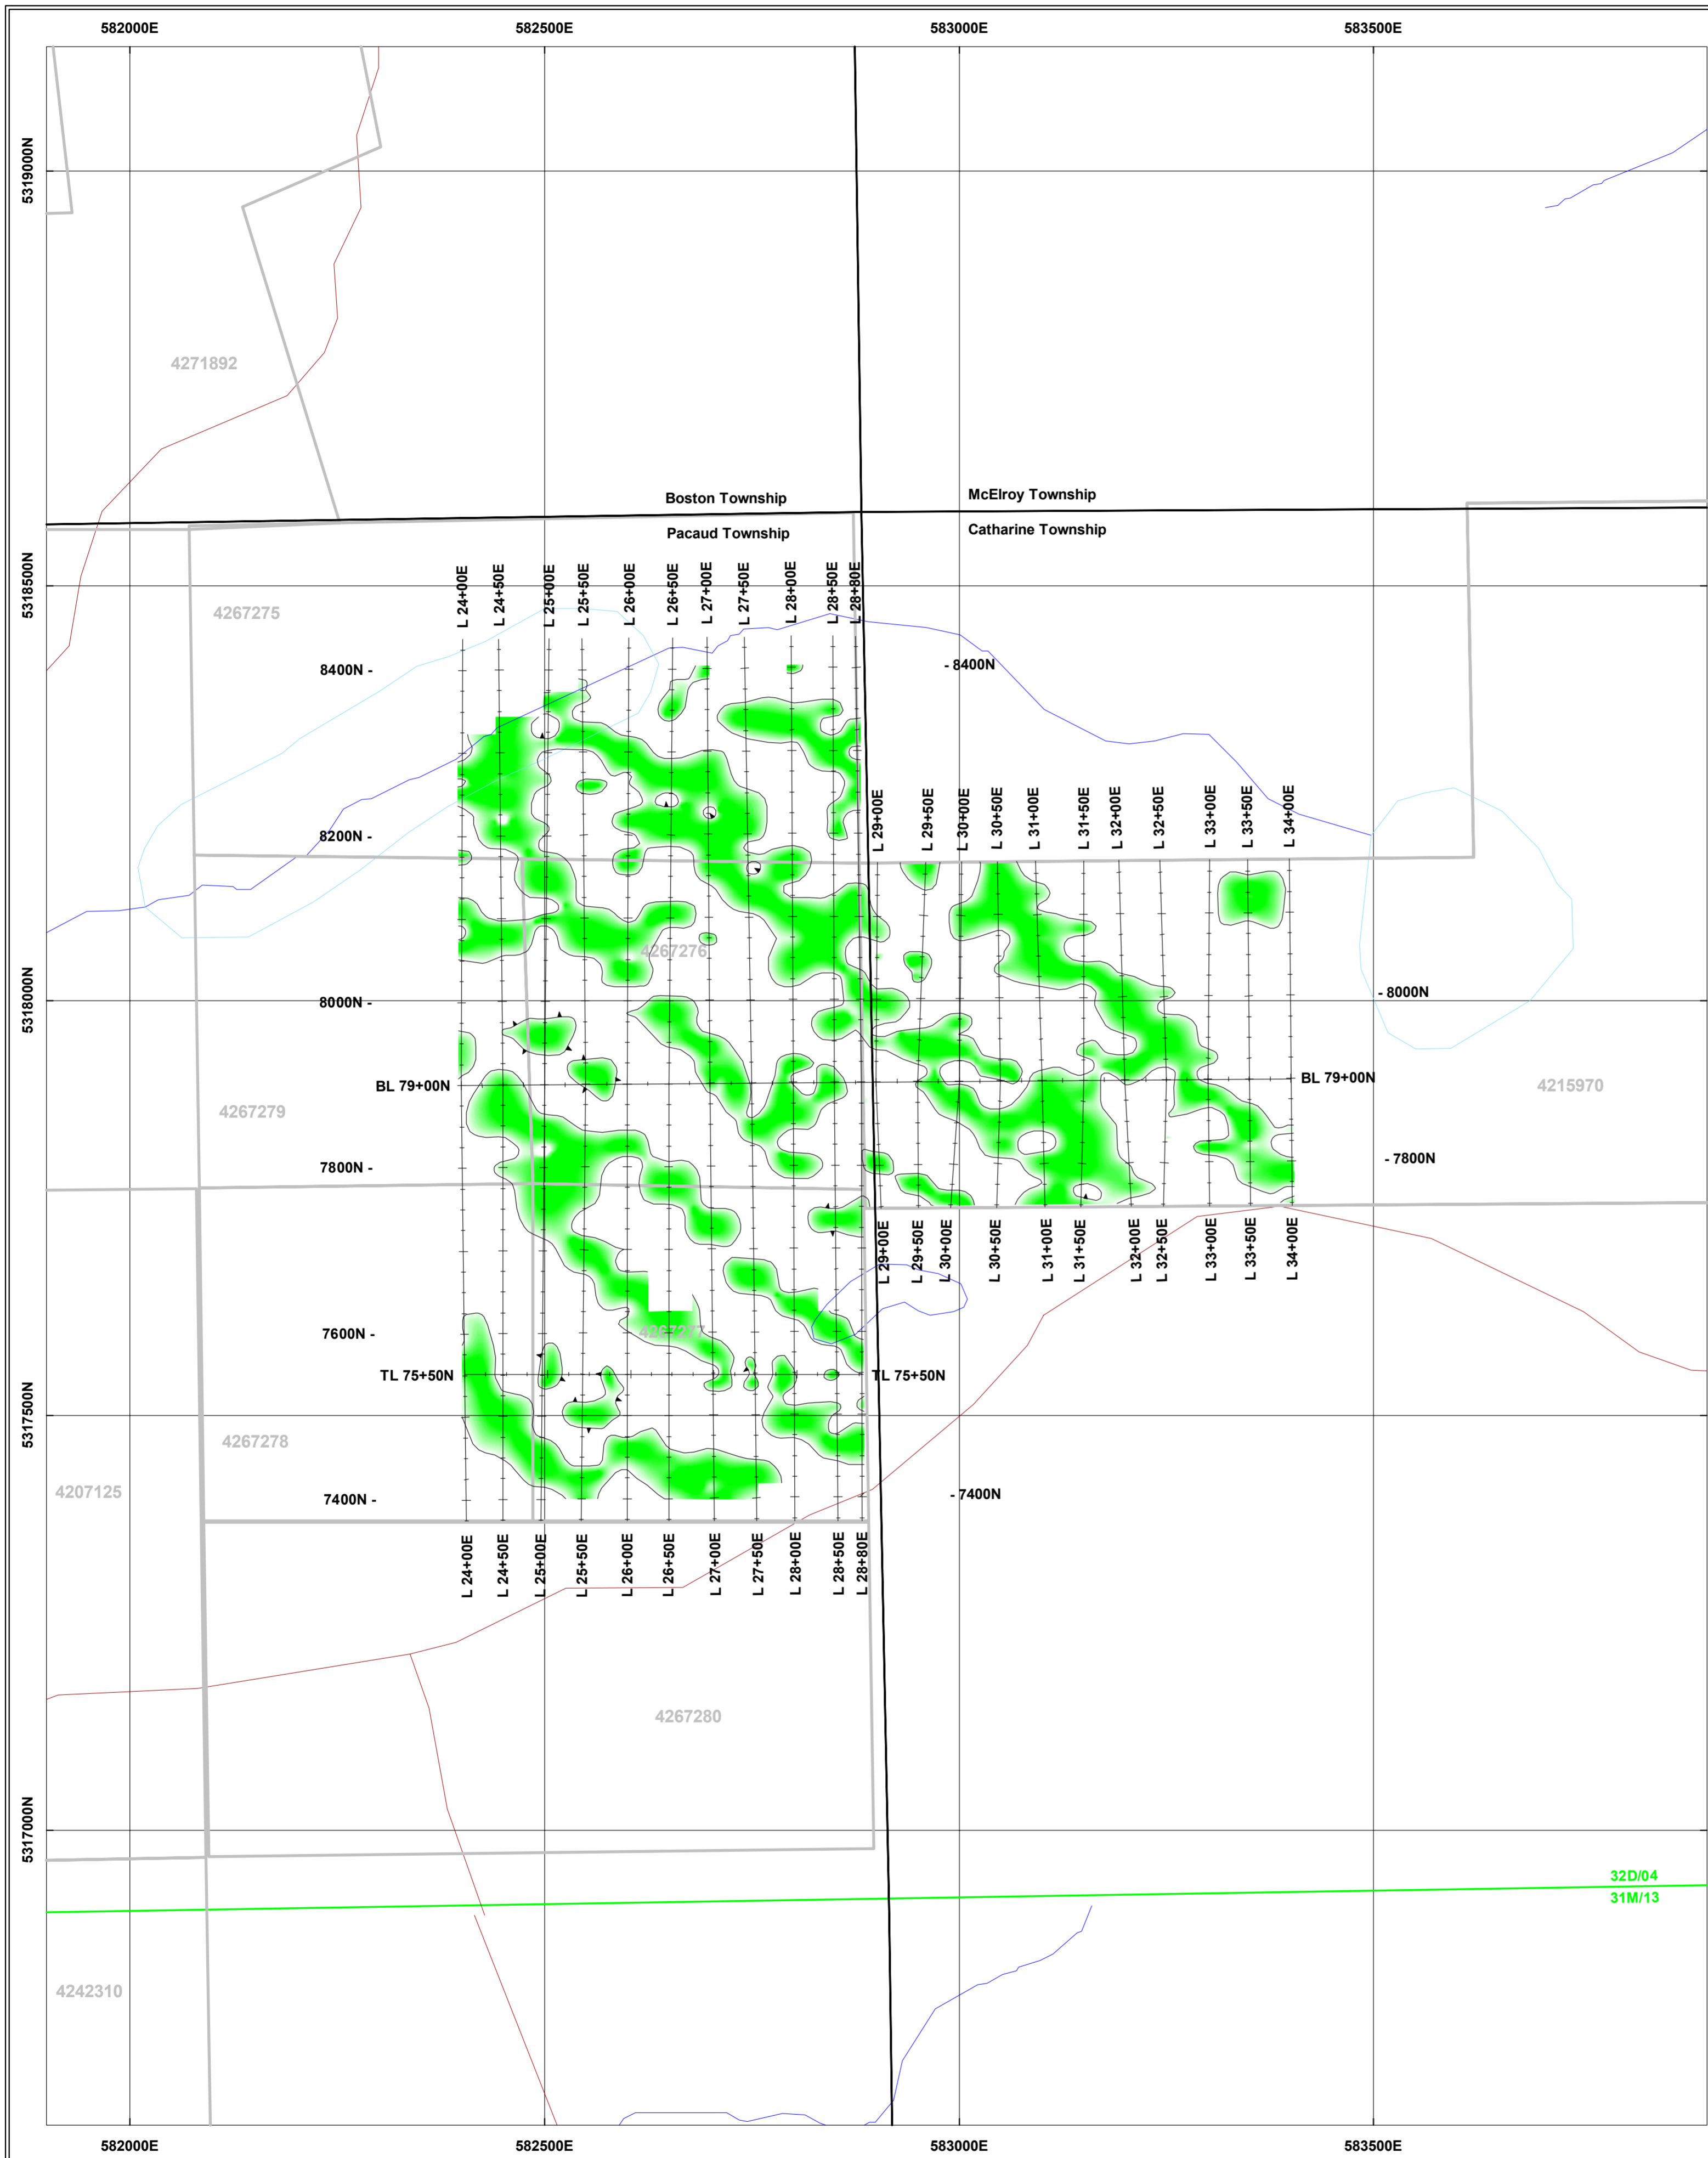 582000E 582500E 583000E 583500E
5319000N
4271892
Boston Township
McElroy Township
Pacaud Township
Catharine Township
5318500N
4267275
L 24+00E
L 24+50E
L 25+00E
L 25+50E
L 26+00E
L 26+50E
L 27+00E
L 27+50E
L 28+00E
L 28+50E
L 28+80E
8400N -
- 8400N
8200N -
L 29+00E
L 29+50E
L 30+00E
L 30+50E
L 31+00E
L 31+50E
L 32+00E
L 32+50E
L 33+00E
L 33+50E
L 34+00E
4267276
5318000N
8000N -
- 8000N
BL 79+00N
BL 79+00N
4215970
4267279
7800N -
- 7800N
L 29+00E
L 29+50E
L 30+00E
L 30+50E
L 31+00E
L 31+50E
L 32+00E
L 32+50E
L 33+00E
L 33+50E
L 34+00E
7600N -
4267277
TL 75+50N
TL 75+50N
5317500N
4267278
4207125
7400N -
- 7400N
L 24+00E
L 24+50E
L 25+00E
L 25+50E
L 26+00E
L 26+50E
L 27+00E
L 27+50E
L 28+00E
L 28+50E
L 28+80E
4267280
5317000N
32D/04
31M/13
4242310
582000E 582500E 583000E 583500E